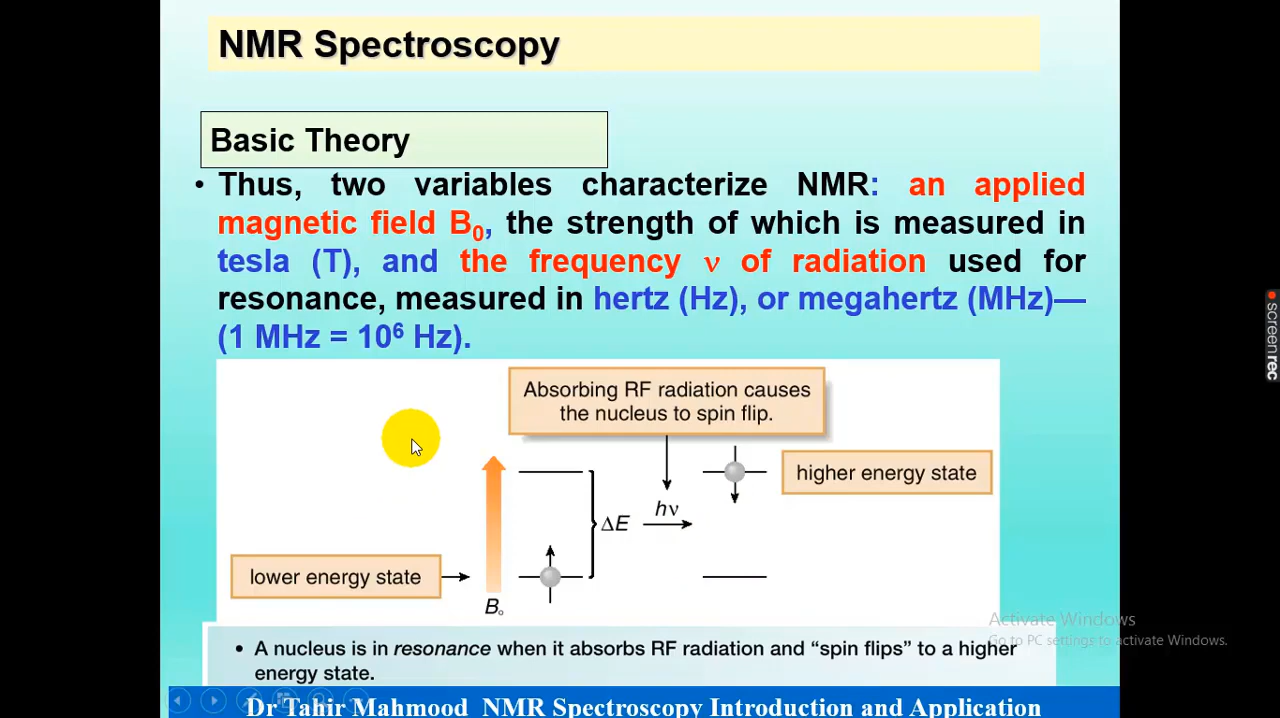 NMR Spectroscopy
Basic Theory
• Thus, two variables characterize NMR: an applied
magnetic field B₀, the strength of which is measured in
tesla (T), and the frequency ν of radiation used for
resonance, measured in hertz (Hz), or megahertz (MHz)—
(1 MHz = 10⁶ Hz).
Absorbing RF radiation causes
the nucleus to spin flip.
higher energy state
hν
ΔE
lower energy state
B₀
Activate Windows
Go to PC settings to activate Windows.
• A nucleus is in resonance when it absorbs RF radiation and “spin flips” to a higher
energy state.
Dr Tahir Mahmood NMR Spectroscopy Introduction and Application
screenrec